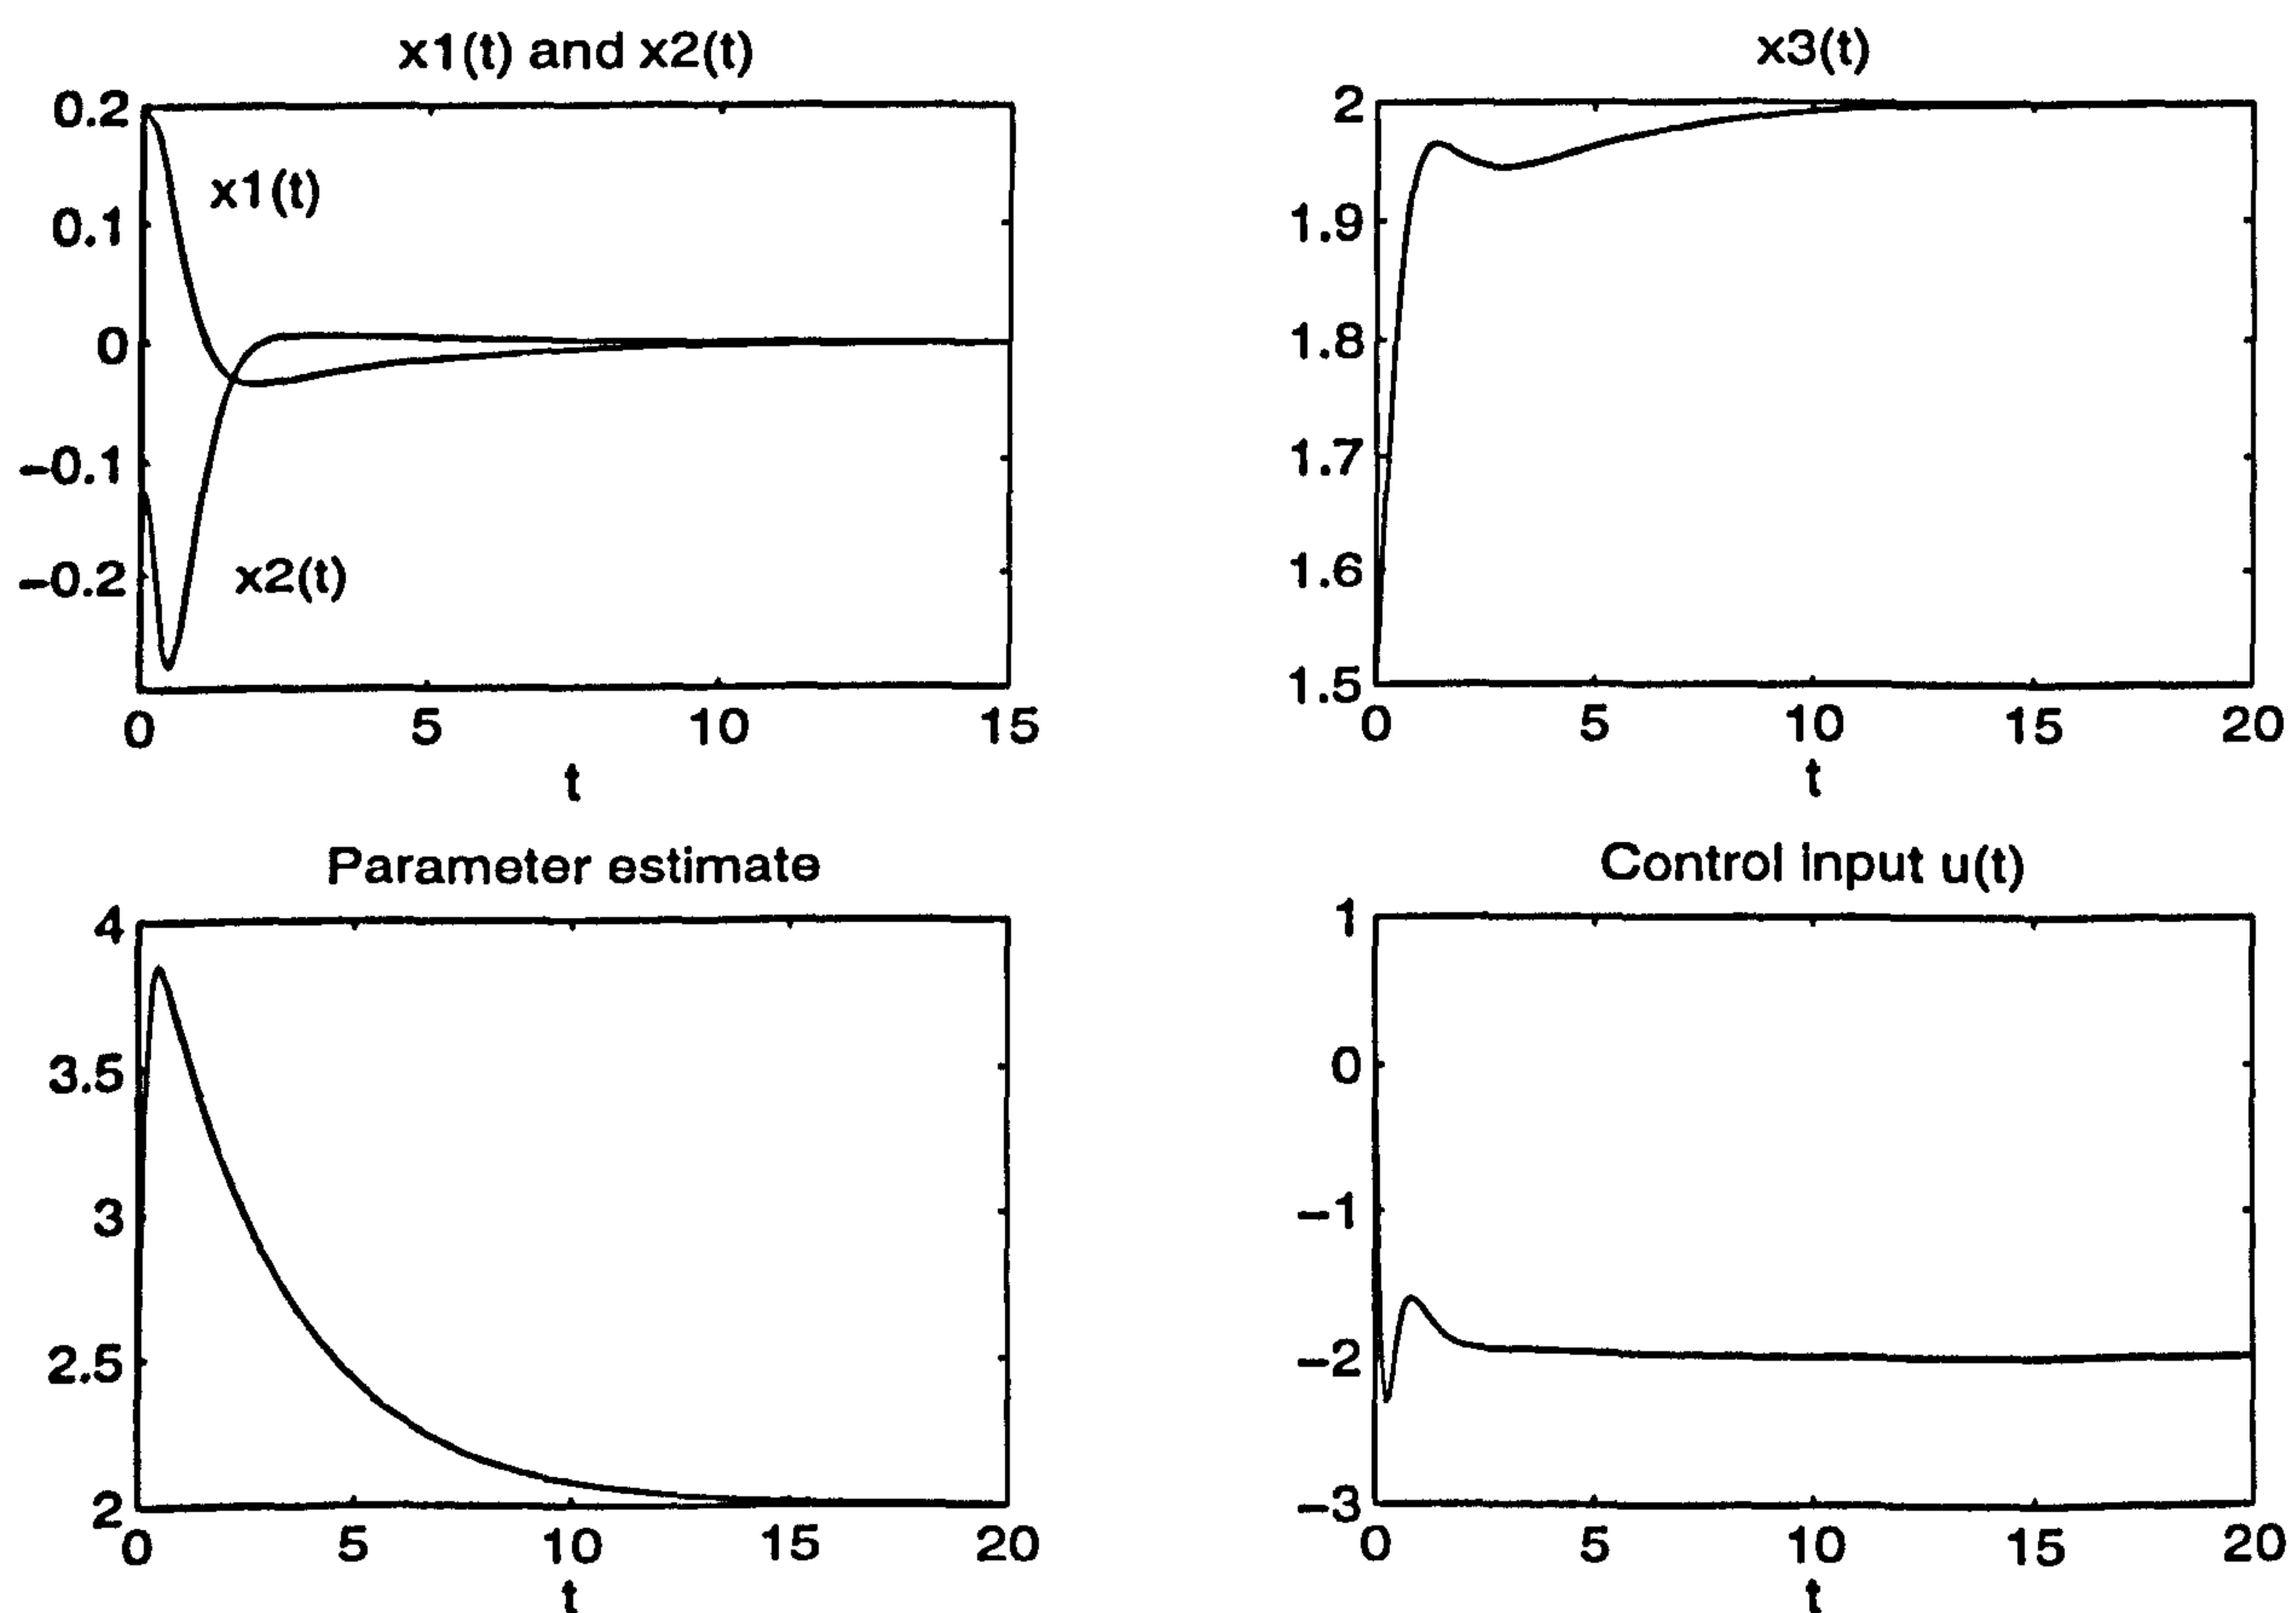 x1(t) and x2(t)
0.2
0.1
0
-0.1
-0.2
x1(t)
x2(t)
0 5 10 15
t
x3(t)
2
1.9
1.8
1.7
1.6
1.5
0 5 10 15 20
t
Parameter estimate
4
3.5
3
2.5
2
0 5 10 15 20
t
Control input u(t)
1
0
-1
-2
-3
0 5 10 15 20
t